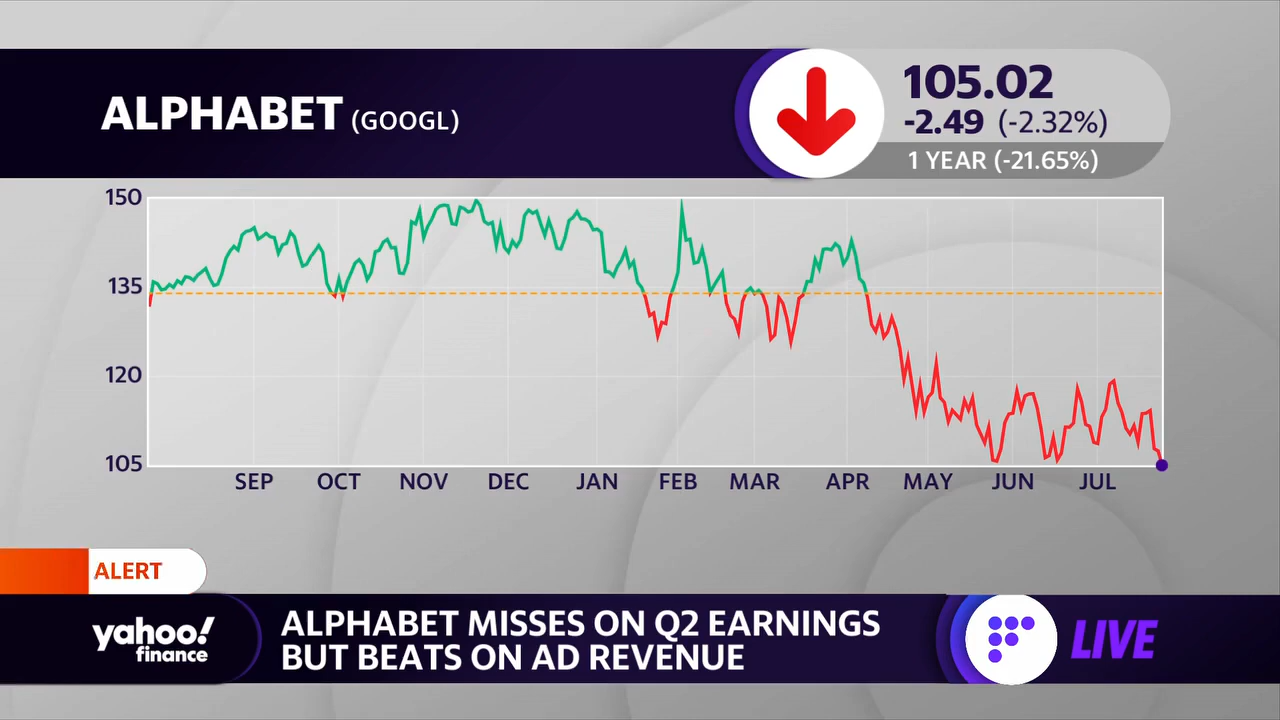 ALPHABET (GOOGL)
105.02
-2.49 (-2.32%)
1 YEAR (-21.65%)
150
135
120
105
SEP OCT NOV DEC JAN FEB MAR APR MAY JUN JUL
ALERT
yahoo!
finance
ALPHABET MISSES ON Q2 EARNINGS
BUT BEATS ON AD REVENUE
LIVE